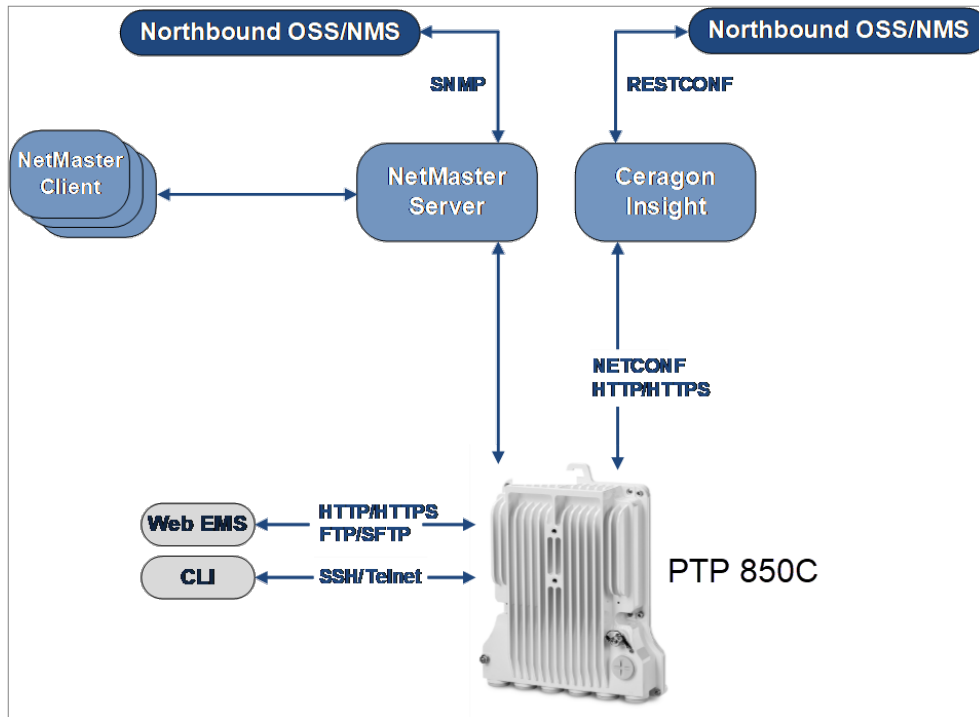 Northbound OSS/NMS
Northbound OSS/NMS
SNMP
RESTCONF
NetMaster
Client
NetMaster
Server
Ceragon
Insight
NETCONF
HTTP/HTTPS
Web EMS
HTTP/HTTPS
FTP/SFTP
CLI
SSH/Telnet
PTP 850C